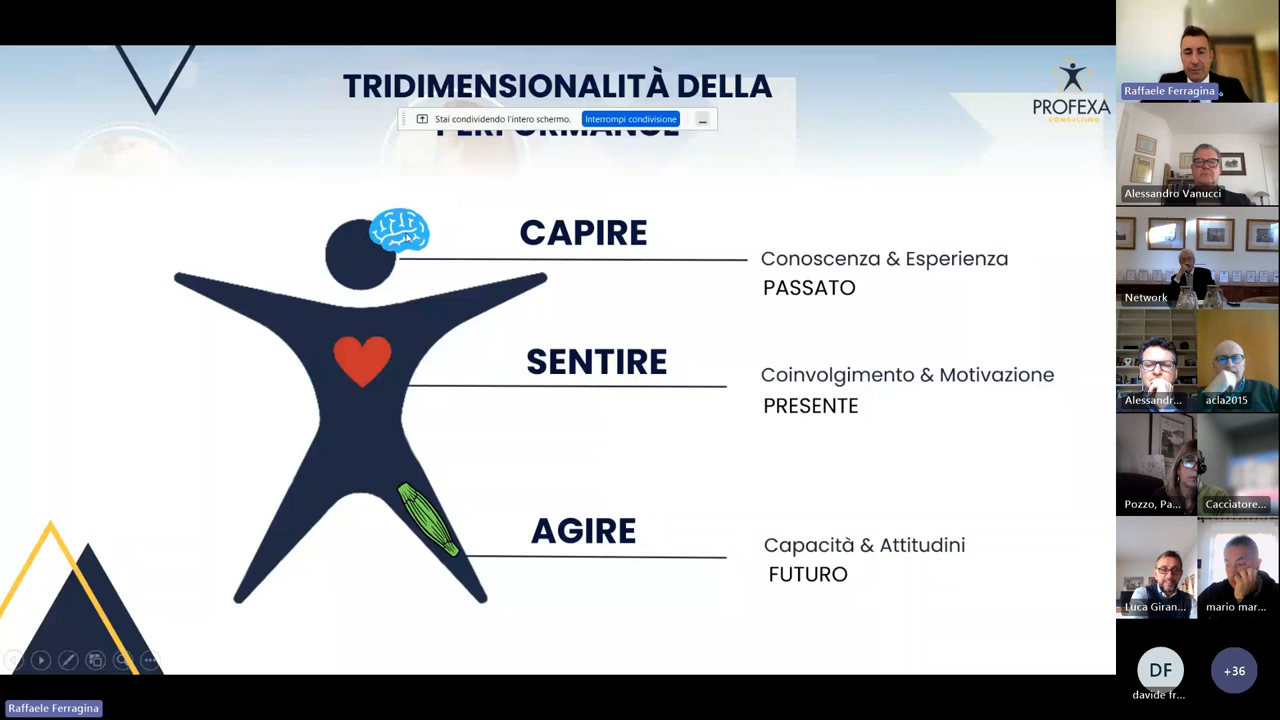 TRIDIMENSIONALITÀ DELLA
PERFORMANCE
Stai condividendo l'intero schermo.
Interrompi condivisione
PROFEXA
CONSULTING
CAPIRE
Conoscenza & Esperienza
PASSATO
SENTIRE
Coinvolgimento & Motivazione
PRESENTE
AGIRE
Capacità & Attitudini
FUTURO
Raffaele Ferragina
Raffaele Ferragina
Alessandro Vanucci
Network
Alessandr...
acla2015
Pozzo, Pa...
Cacciatore...
Luca Giran...
mario mar...
DF
davide fr...
+36